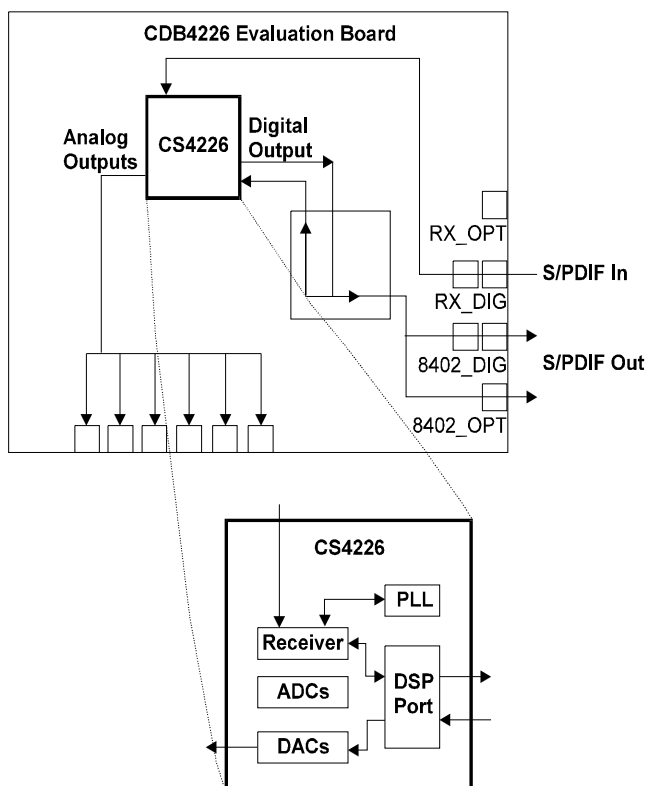 CDB4226 Evaluation Board
Analog
Outputs
CS4226
Digital
Output
RX_OPT
S/PDIF In
RX_DIG
8402_DIG
S/PDIF Out
8402_OPT
CS4226
PLL
Receiver
ADCs
DSP
Port
DACs